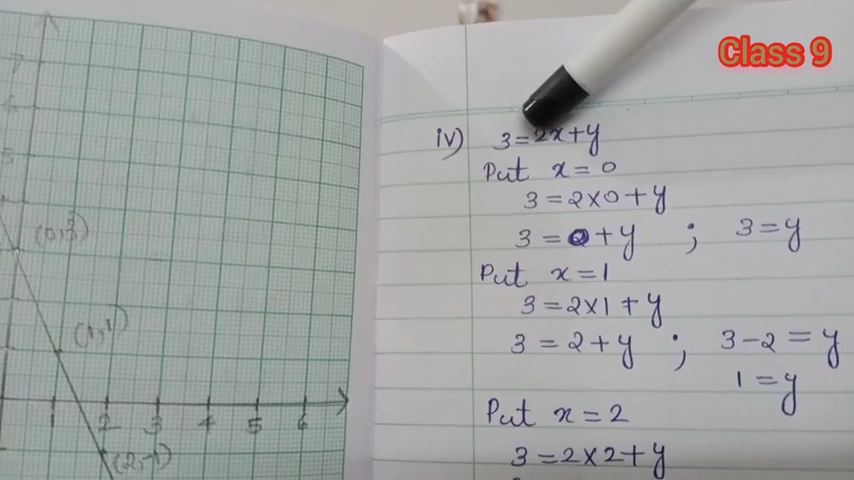 Class 9
7
6
5
(0,3)
(1,1)
1 2 3 4 5 6
(2,-1)
iv) 3=2x+y
Put x=0
3=2×0+y
3=0+y ; 3=y
Put x=1
3=2×1+y
3=2+y ; 3-2=y
1=y
Put x=2
3=2×2+y